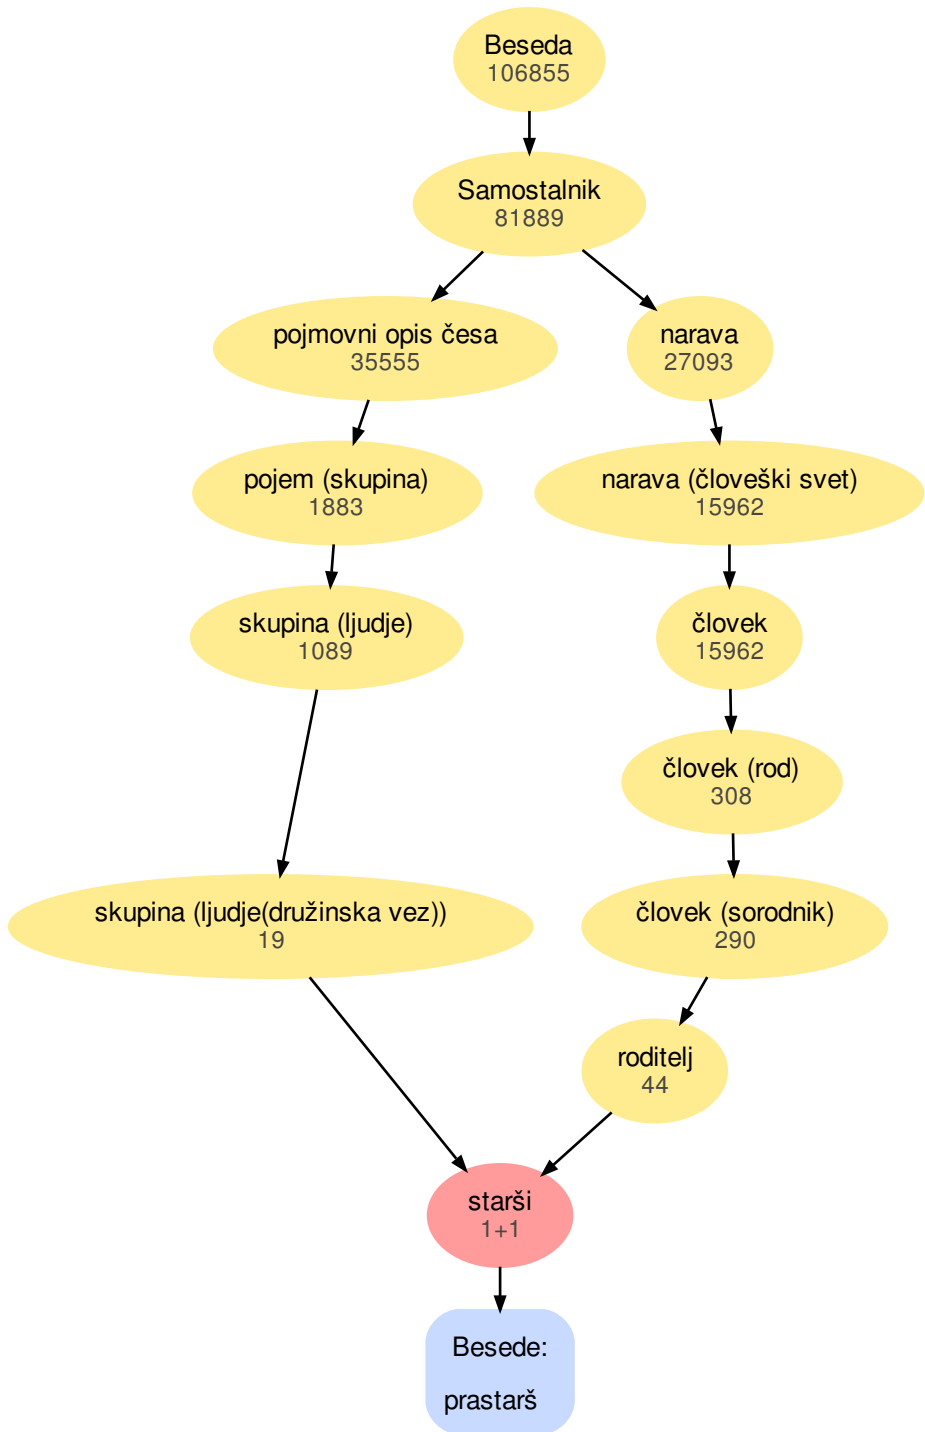 Beseda
106855
Samostalnik
81889
pojmovni opis česa
35555
narava
27093
pojem (skupina)
1883
narava (človeški svet)
15962
skupina (ljudje)
1089
človek
15962
človek (rod)
308
skupina (ljudje(družinska vez))
19
človek (sorodnik)
290
roditelj
44
starši
1+1
Besede:
prastarš